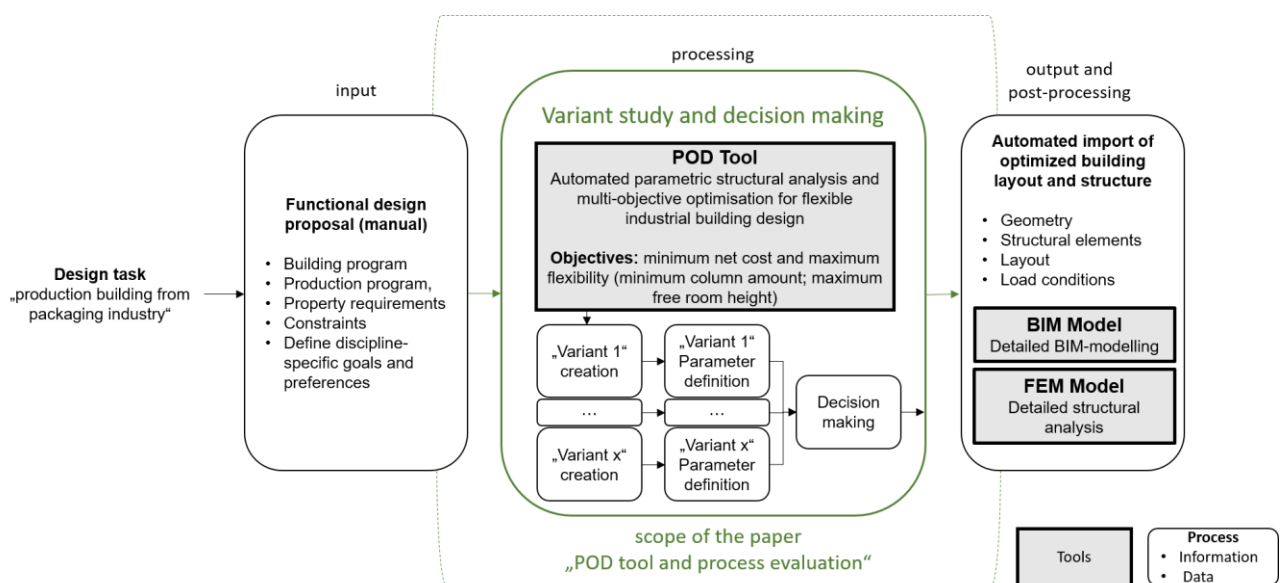 processing
input
output and
post-processing
Design task
„production building from
packaging industry“
Functional design
proposal (manual)
• Building program
• Production program,
• Property requirements
• Constraints
• Define discipline-
specific goals and
preferences
Variant study and decision making
POD Tool
Automated parametric structural analysis and
multi-objective optimisation for flexible
industrial building design
Objectives: minimum net cost and maximum
flexibility (minimum column amount; maximum
free room height)
„Variant 1“
creation
„Variant 1“
Parameter
definition
...
...
„Variant x“
creation
„Variant x“
Parameter
definition
Decision
making
scope of the paper
„POD tool and process evaluation“
Automated import of
optimized building
layout and structure
• Geometry
• Structural elements
• Layout
• Load conditions
BIM Model
Detailed BIM-modelling
FEM Model
Detailed structural
analysis
Tools
Process
• Information
• Data